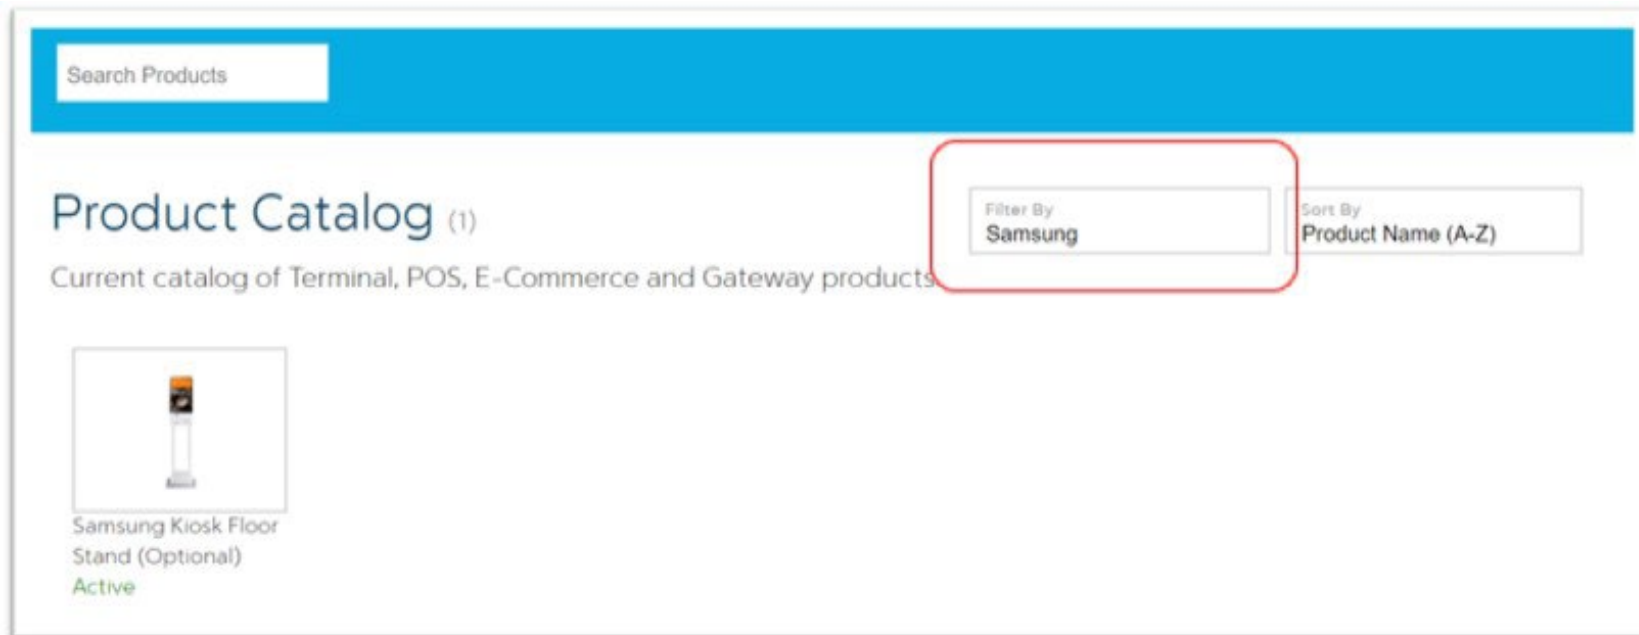 Search Products
Product Catalog (1)
Filter By
Samsung
Sort By
Product Name (A-Z)
Current catalog of Terminal, POS, E-Commerce and Gateway products
Samsung Kiosk Floor
Stand (Optional)
Active